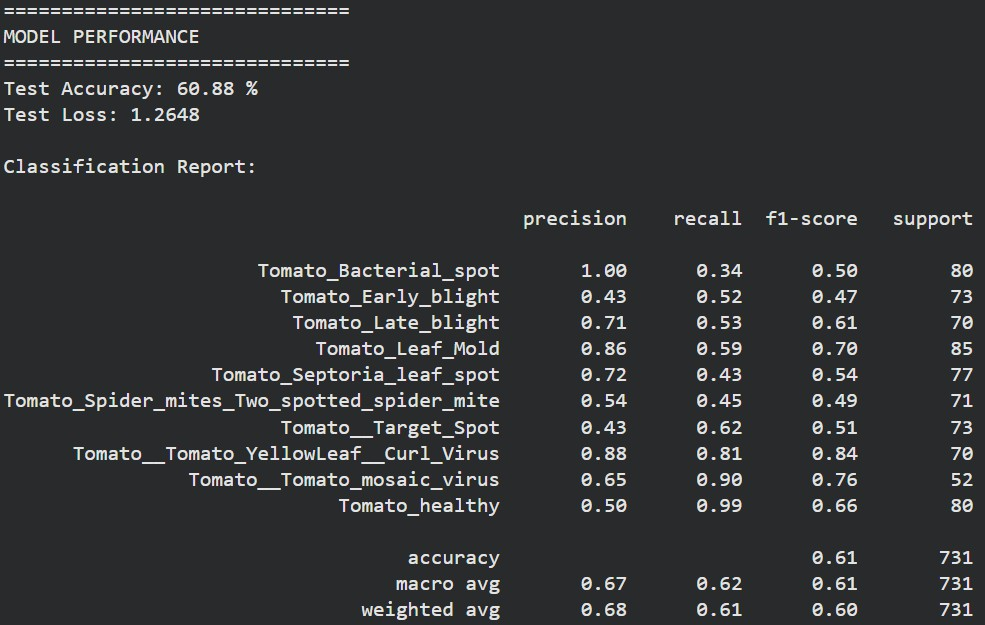 ==============================
MODEL PERFORMANCE
==============================
Test Accuracy: 60.88 %
Test Loss: 1.2648
Classification Report:
precision recall f1-score support
Tomato_Bacterial_spot 1.00 0.34 0.50 80
Tomato_Early_blight 0.43 0.52 0.47 73
Tomato_Late_blight 0.71 0.53 0.61 70
Tomato_Leaf_Mold 0.86 0.59 0.70 85
Tomato_Septoria_leaf_spot 0.72 0.43 0.54 77
Tomato_Spider_mites_Two_spotted_spider_mite 0.54 0.45 0.49 71
Tomato__Target_Spot 0.43 0.62 0.51 73
Tomato__Tomato_YellowLeaf__Curl_Virus 0.88 0.81 0.84 70
Tomato__Tomato_mosaic_virus 0.65 0.90 0.76 52
Tomato_healthy 0.50 0.99 0.66 80
accuracy 0.61 731
macro avg 0.67 0.62 0.61 731
weighted avg 0.68 0.61 0.60 731